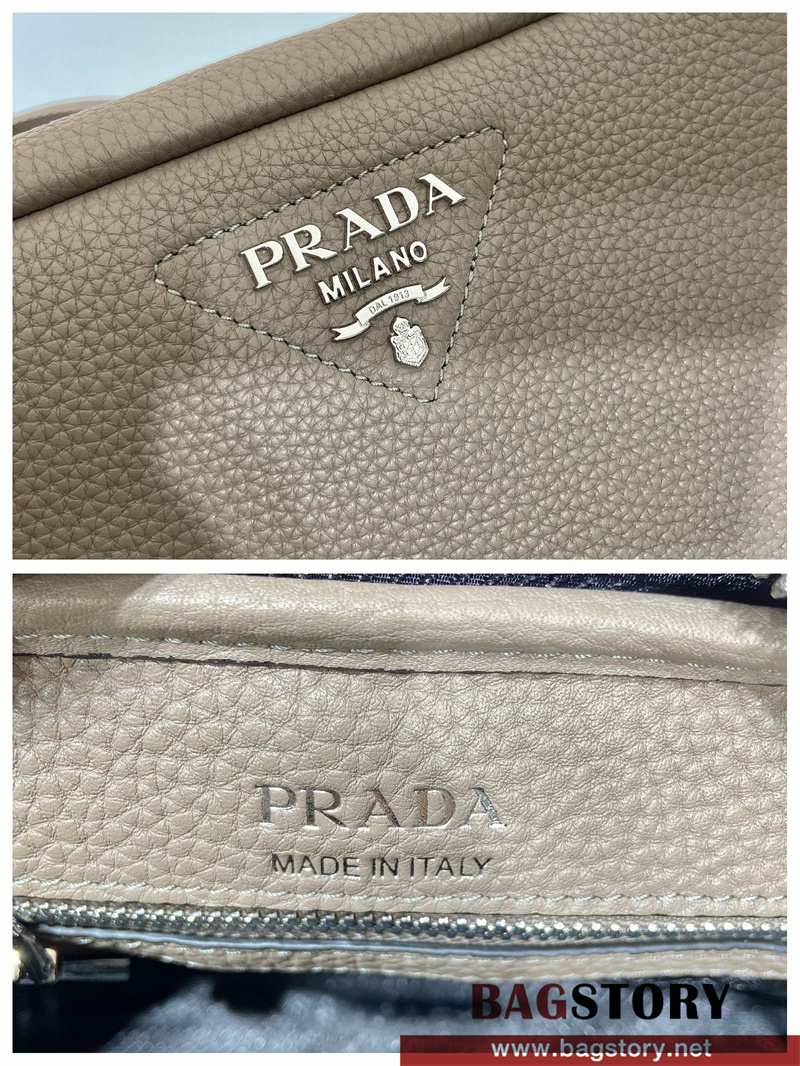 PRADA
MILANO
DAL 1913
PRADA
MADE IN ITALY
BAGSTORY
www.bagstory.net